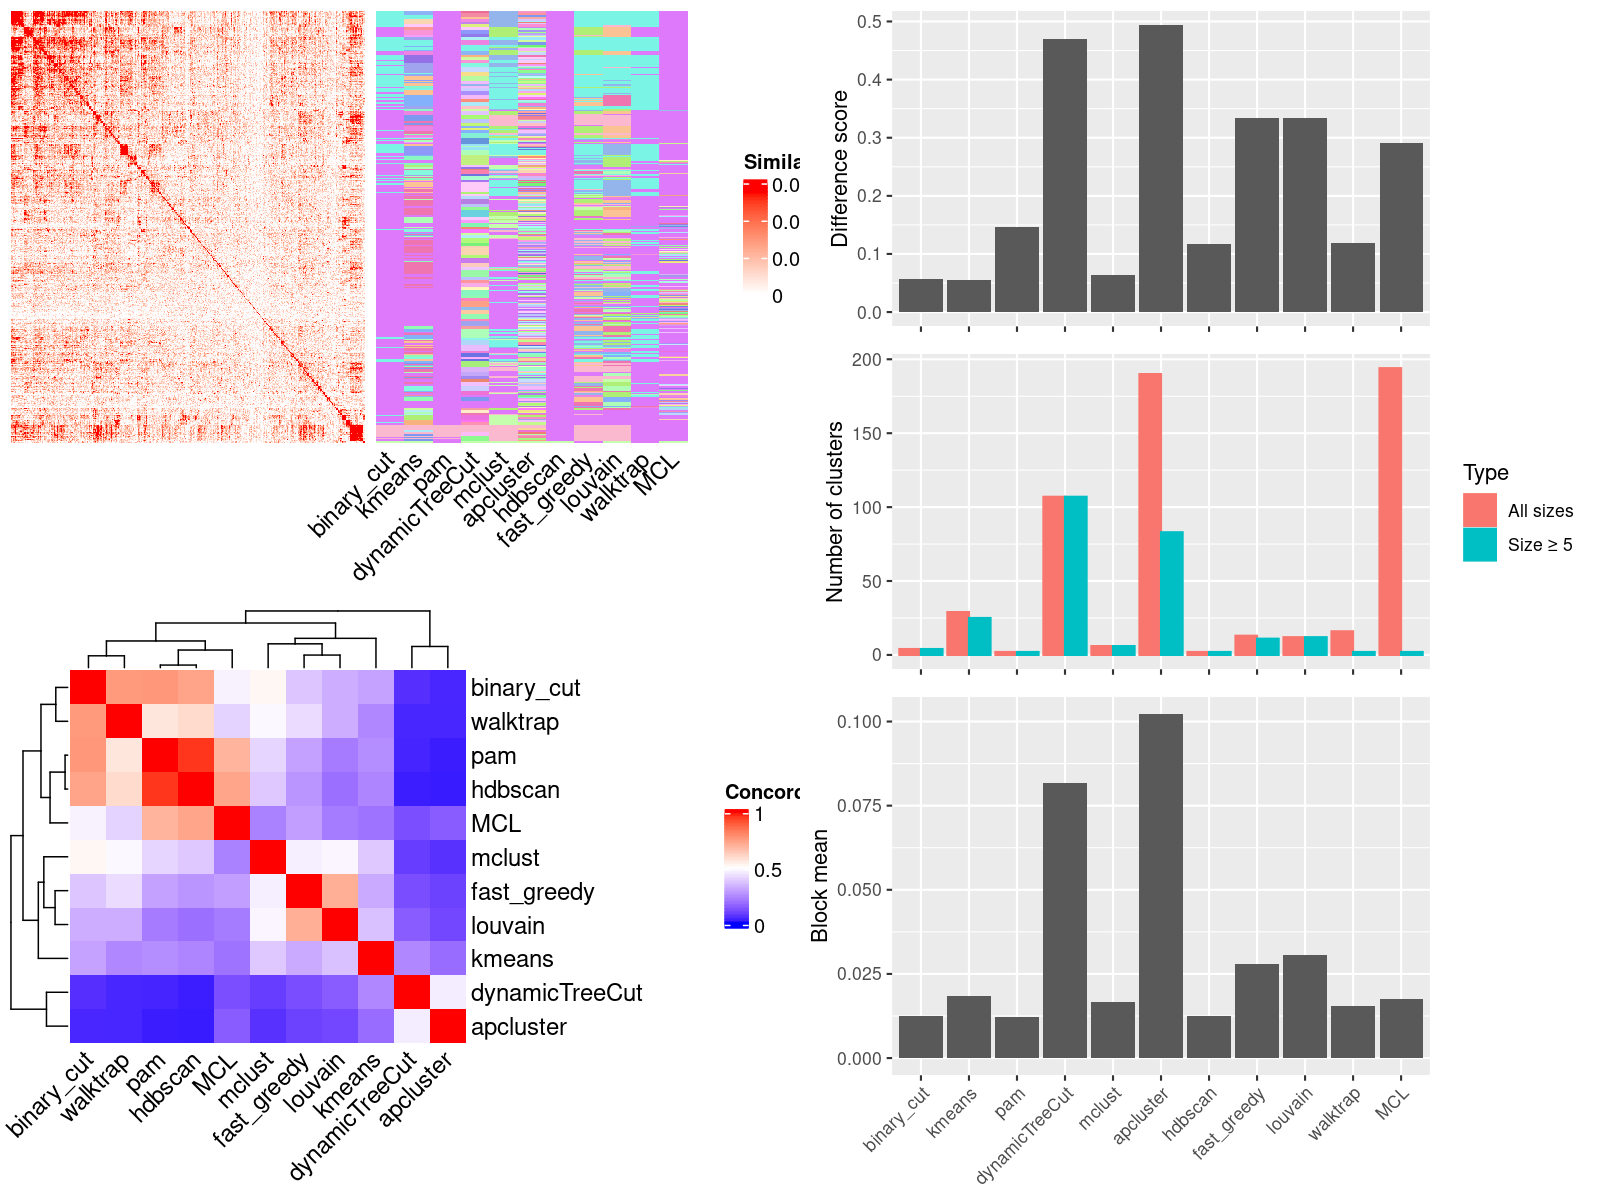 Simila
0.0
0.0
0.0
0
binary_cut
kmeans
pam
dynamicTreeCut
mclust
apcluster
hdbscan
fast_greedy
louvain
walktrap
MCL
binary_cut
walktrap
pam
hdbscan
MCL
mclust
fast_greedy
louvain
kmeans
dynamicTreeCut
apcluster
Concord
1
0.5
0
binary_cut
walktrap
pam
hdbscan
MCL
mclust
fast_greedy
louvain
kmeans
dynamicTreeCut
apcluster
Difference score
0.5
0.4
0.3
0.2
0.1
0.0
Number of clusters
200
150
100
50
0
Type
All sizes
Size ≥ 5
Block mean
0.100
0.075
0.050
0.025
0.000
binary_cut
kmeans
pam
dynamicTreeCut
mclust
apcluster
hdbscan
fast_greedy
louvain
walktrap
MCL